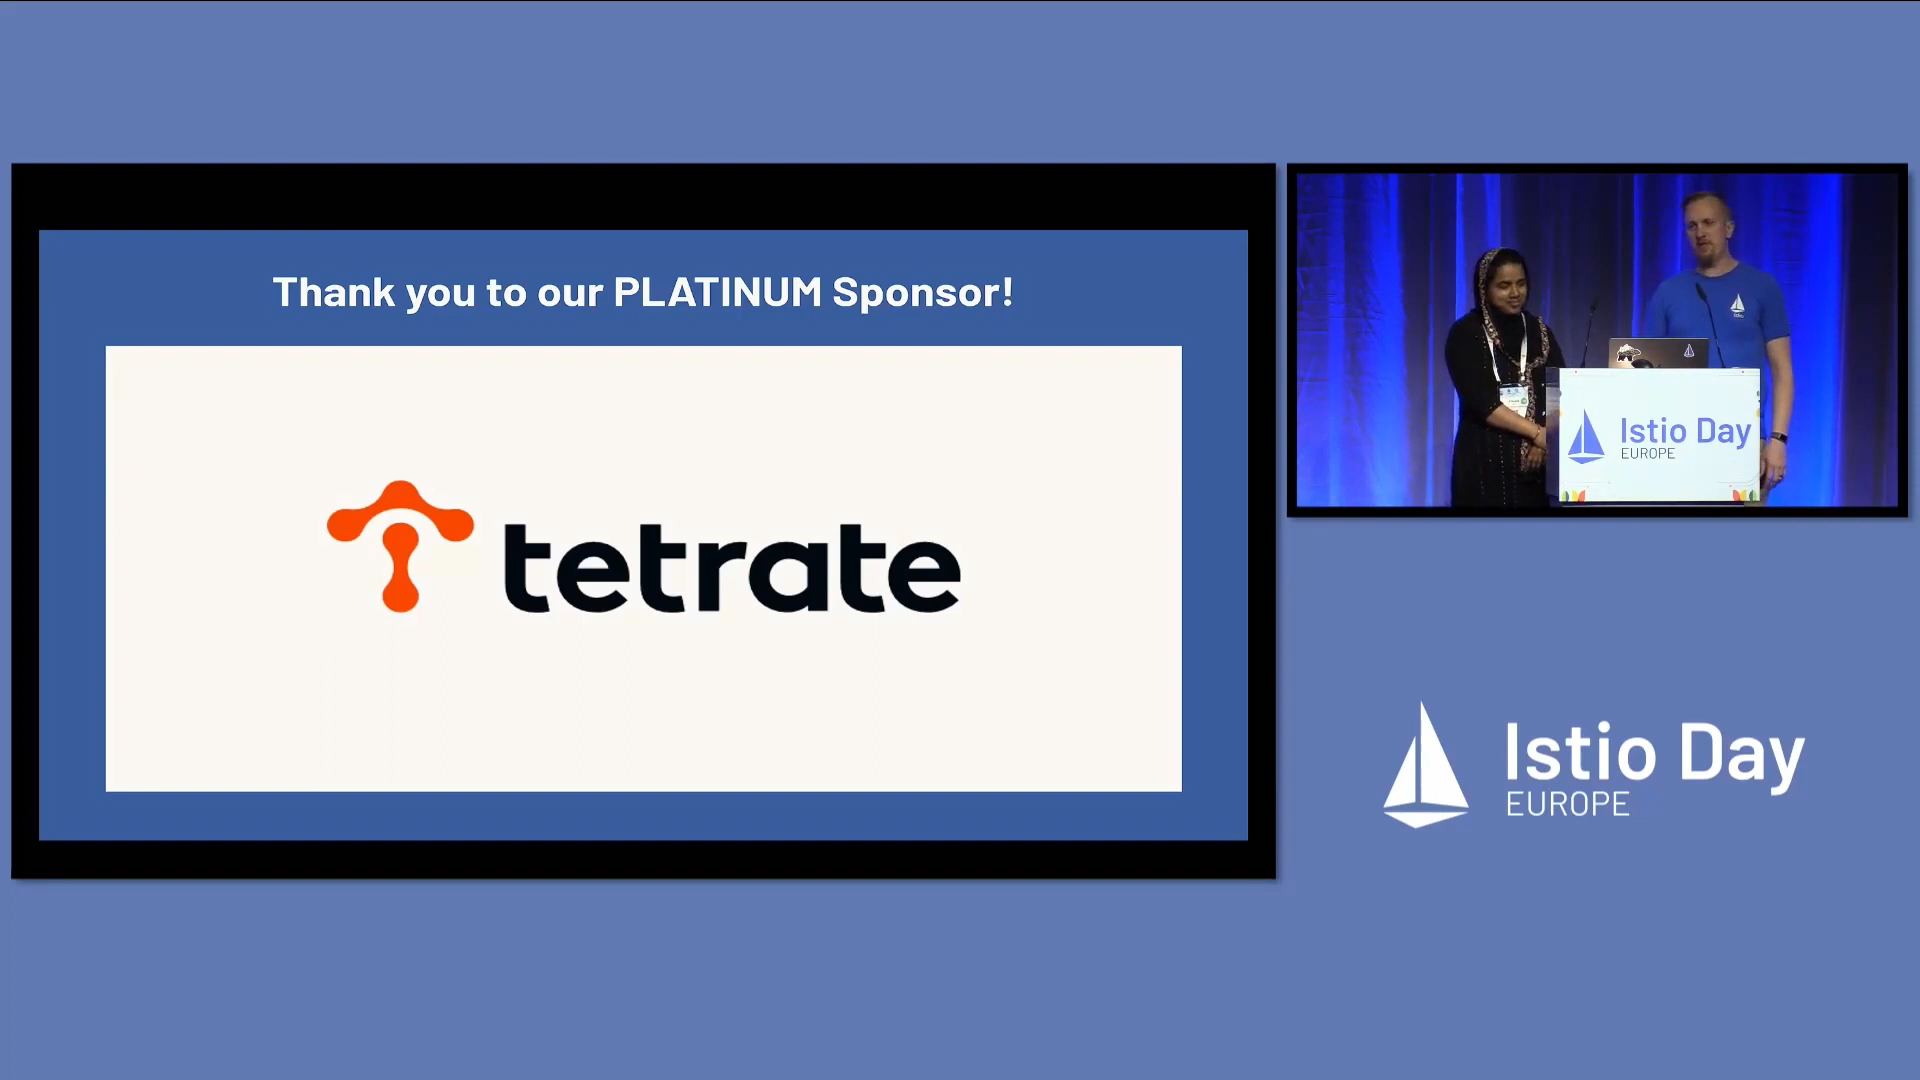 Thank you to our PLATINUM Sponsor!
tetrate
Istio Day
EUROPE
Istio Day
EUROPE